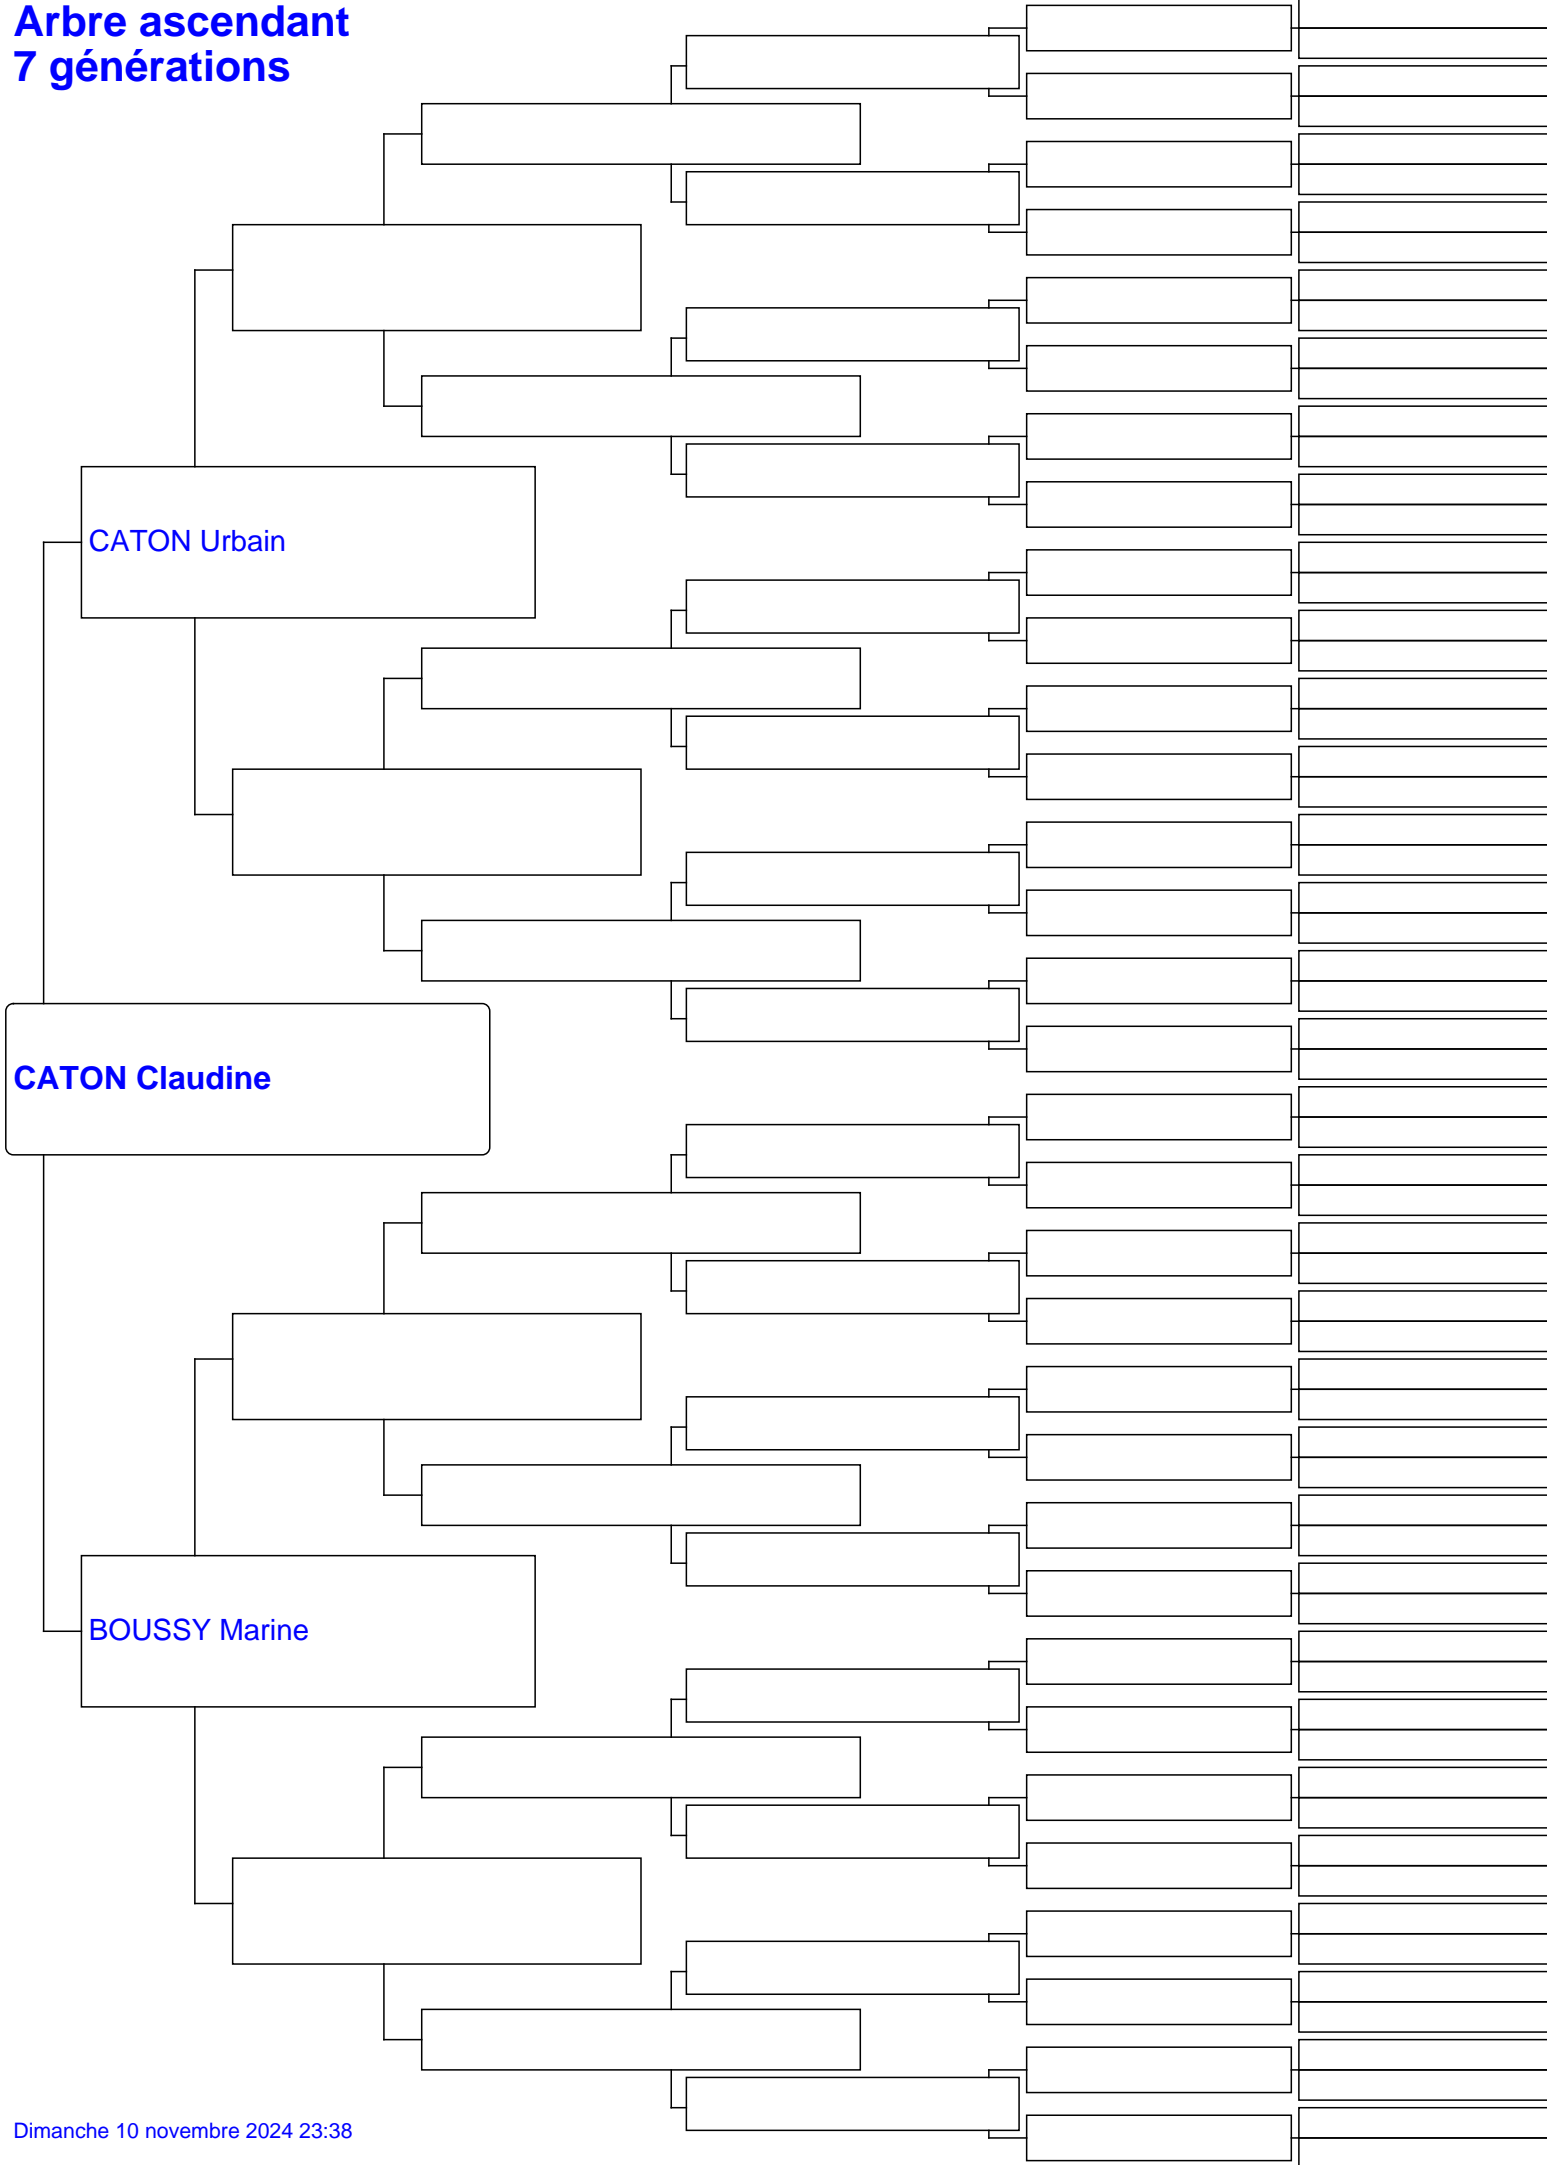 Arbre ascendant
7 générations
CATON Urbain
CATON Claudine
BOUSSY Marine
Dimanche 10 novembre 2024 23:38